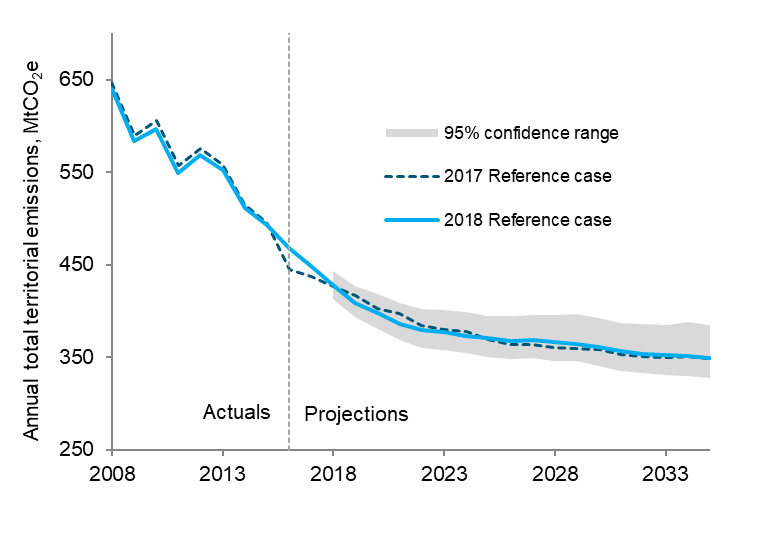 Annual total territorial emissions, MtCO₂e
650
550
450
350
250
95% confidence range
2017 Reference case
2018 Reference case
Actuals
Projections
2008
2013
2018
2023
2028
2033